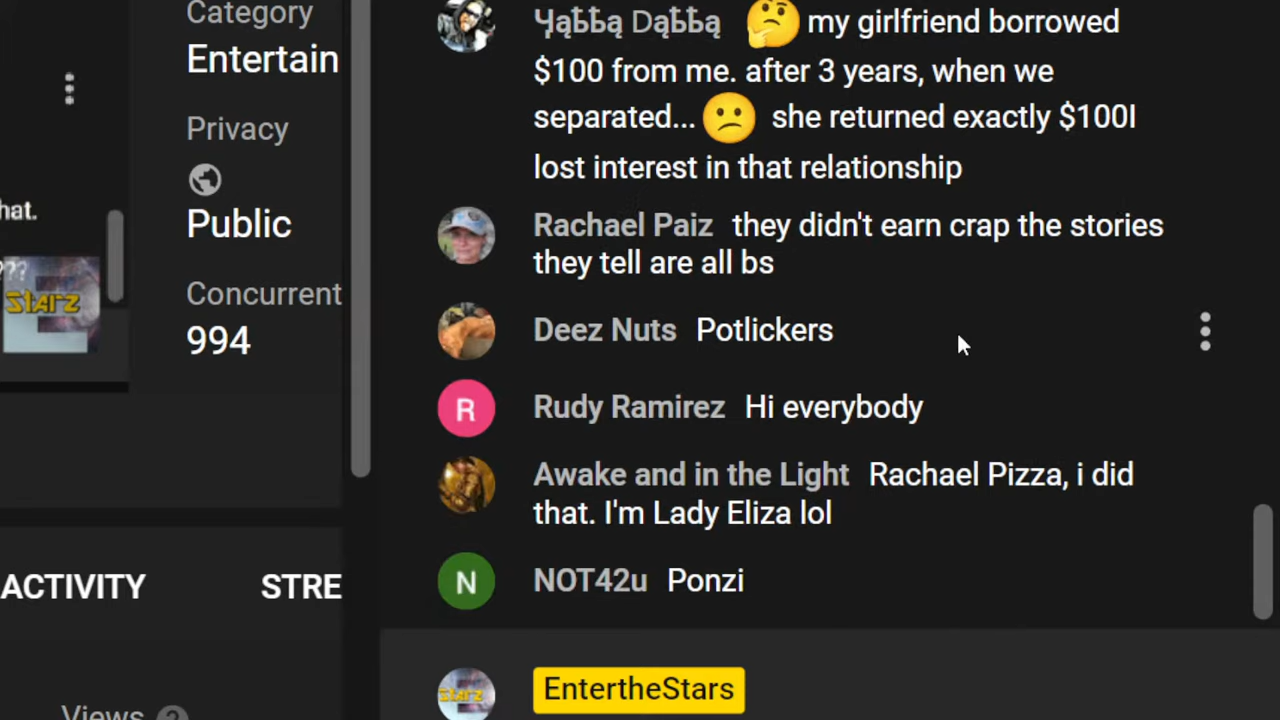 Category
Entertain
Privacy
Public
Concurrent
994
hat.
???
Starz
ACTIVITY
STRE
Views
Ⴗąҍҍą Dąҍҍą 🤔 my girlfriend borrowed
$100 from me. after 3 years, when we
separated... 😕 she returned exactly $100I
lost interest in that relationship
Rachael Paiz they didn't earn crap the stories
they tell are all bs
Deez Nuts Potlickers
R Rudy Ramirez Hi everybody
Awake and in the Light Rachael Pizza, i did
that. I'm Lady Eliza lol
N NOT42u Ponzi
Starz EntertheStars